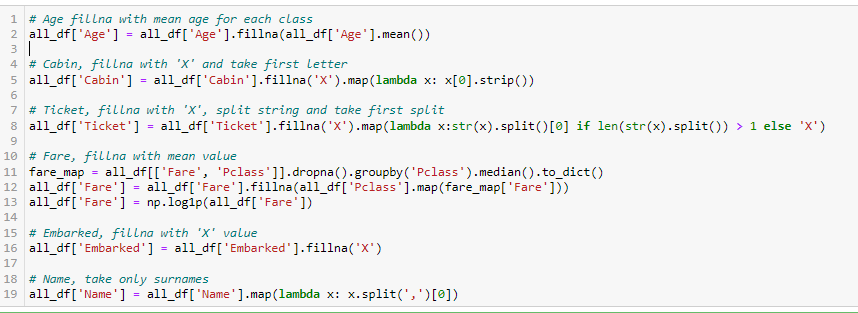 1 # Age fillna with mean age for each class
2 all_df['Age'] = all_df['Age'].fillna(all_df['Age'].mean())
3
4 # Cabin, fillna with 'X' and take first letter
5 all_df['Cabin'] = all_df['Cabin'].fillna('X').map(lambda x: x[0].strip())
6
7 # Ticket, fillna with 'X', split string and take first split
8 all_df['Ticket'] = all_df['Ticket'].fillna('X').map(lambda x:str(x).split()[0] if len(str(x).split()) > 1 else 'X')
9
10 # Fare, fillna with mean value
11 fare_map = all_df[['Fare', 'Pclass']].dropna().groupby('Pclass').median().to_dict()
12 all_df['Fare'] = all_df['Fare'].fillna(all_df['Pclass'].map(fare_map['Fare']))
13 all_df['Fare'] = np.log1p(all_df['Fare'])
14
15 # Embarked, fillna with 'X' value
16 all_df['Embarked'] = all_df['Embarked'].fillna('X')
17
18 # Name, take only surnames
19 all_df['Name'] = all_df['Name'].map(lambda x: x.split(',')[0])